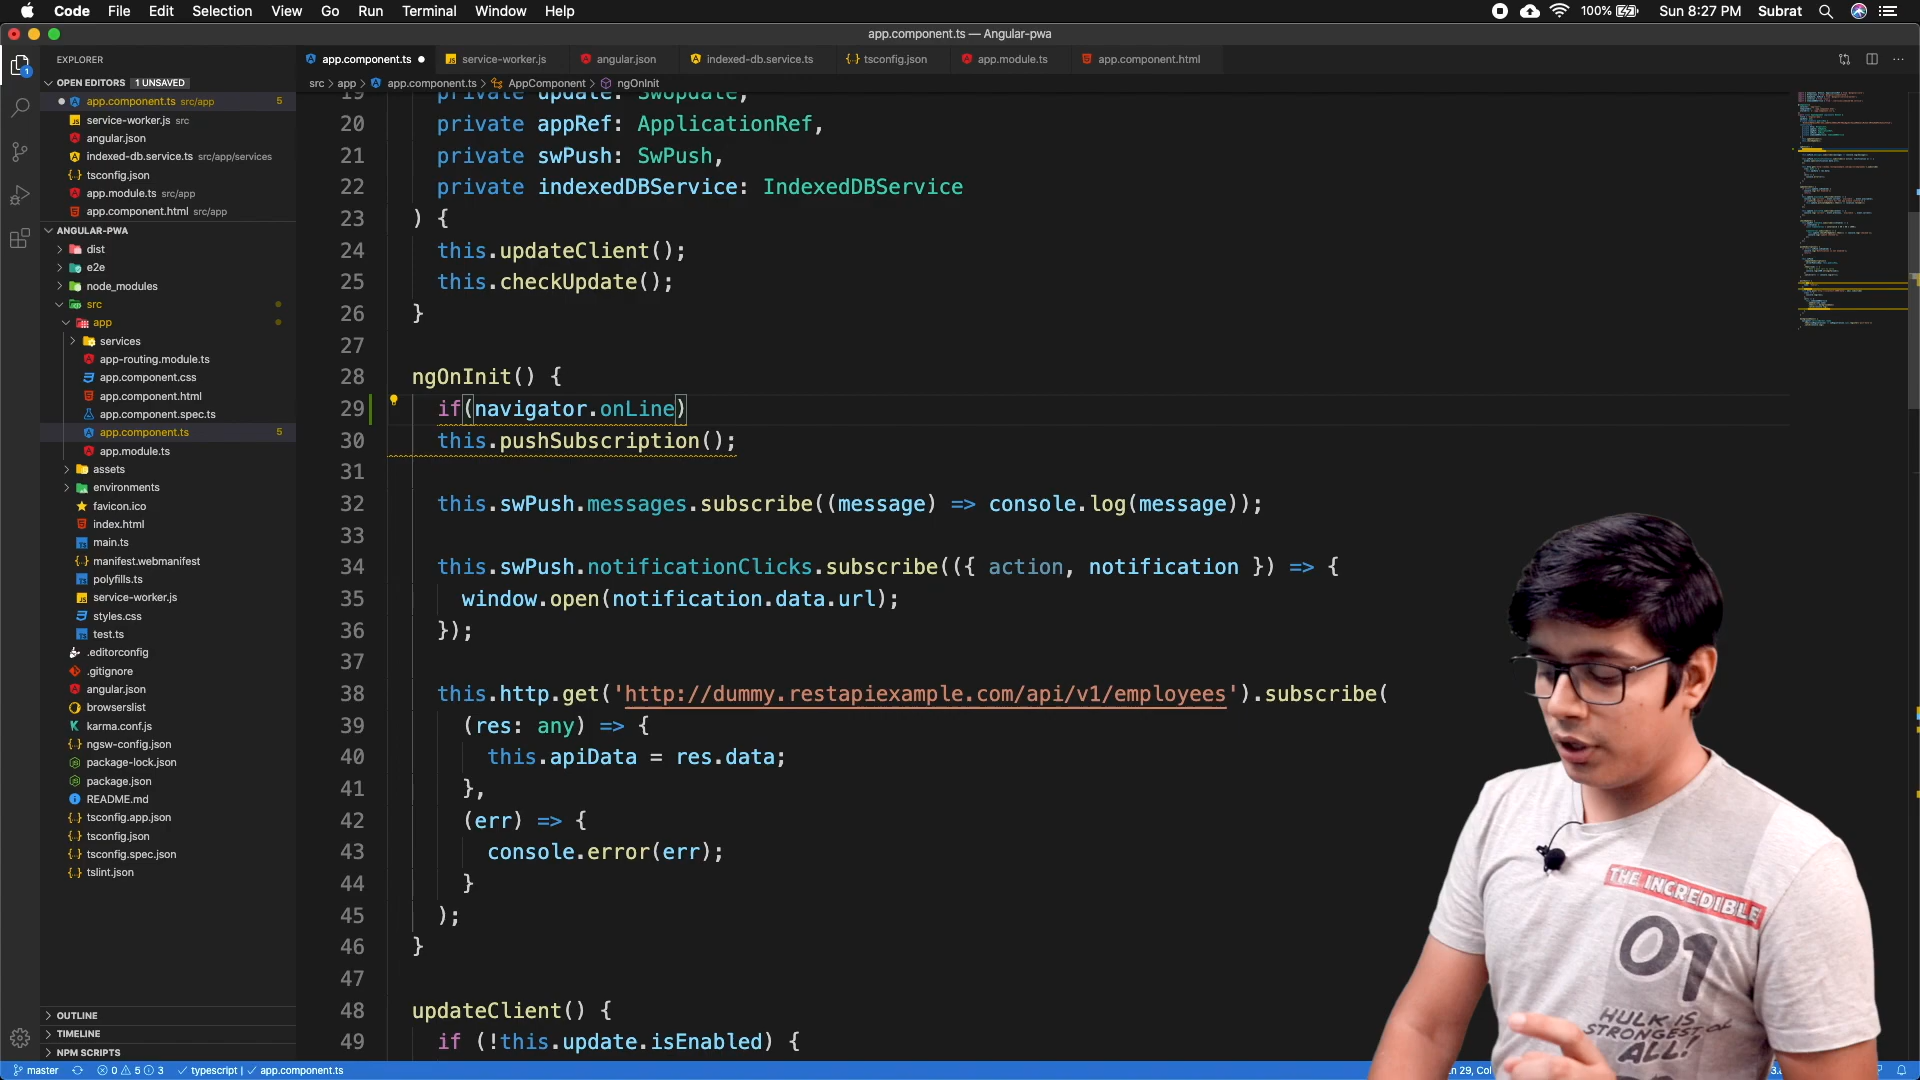 Code File Edit Selection View Go Run Terminal Window Help
100% Sun 8:27 PM Subrat
app.component.ts — Angular-pwa
EXPLORER
app.component.ts
service-worker.js
angular.json
indexed-db.service.ts
tsconfig.json
app.module.ts
app.component.html
OPEN EDITORS 1 UNSAVED
src > app > app.component.ts > AppComponent > ngOnInit
app.component.ts src/app 5
service-worker.js src
angular.json
indexed-db.service.ts src/app/services
tsconfig.json
app.module.ts src/app
app.component.html src/app
ANGULAR-PWA
dist
e2e
node_modules
src
app
services
app-routing.module.ts
app.component.css
app.component.html
app.component.spec.ts
app.component.ts 5
app.module.ts
assets
environments
favicon.ico
index.html
main.ts
manifest.webmanifest
polyfills.ts
service-worker.js
styles.css
test.ts
.editorconfig
.gitignore
angular.json
browserslist
karma.conf.js
ngsw-config.json
package-lock.json
package.json
README.md
tsconfig.app.json
tsconfig.json
tsconfig.spec.json
tslint.json
OUTLINE
TIMELINE
NPM SCRIPTS
19 private update: SwUpdate,
20 private appRef: ApplicationRef,
21 private swPush: SwPush,
22 private indexedDBService: IndexedDBService
23 ) {
24 this.updateClient();
25 this.checkUpdate();
26 }
27
28 ngOnInit() {
29 if(navigator.onLine)
30 this.pushSubscription();
31
32 this.swPush.messages.subscribe((message) => console.log(message));
33
34 this.swPush.notificationClicks.subscribe(({ action, notification }) => {
35 window.open(notification.data.url);
36 });
37
38 this.http.get('http://dummy.restapiexample.com/api/v1/employees').subscribe(
39 (res: any) => {
40 this.apiData = res.data;
41 },
42 (err) => {
43 console.error(err);
44 }
45 );
46 }
47
48 updateClient() {
49 if (!this.update.isEnabled) {
THE INCREDIBLE
01
HULK IS
STRONGEST
ALL!
master 0 5 3 typescript | app.component.ts